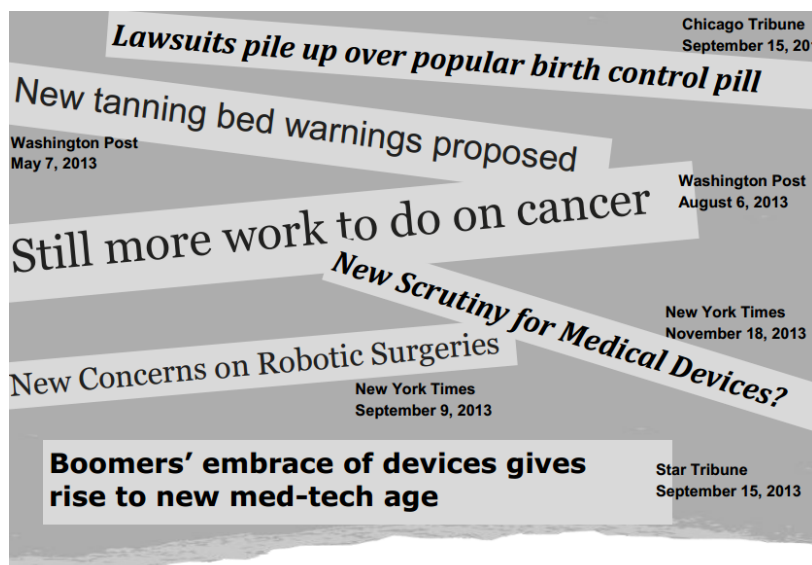 Chicago Tribune
September 15, 201
Lawsuits pile up over popular birth control pill
New tanning bed warnings proposed
Washington Post
May 7, 2013
Washington Post
August 6, 2013
Still more work to do on cancer
New Scrutiny for Medical Devices?
New York Times
November 18, 2013
New Concerns on Robotic Surgeries
New York Times
September 9, 2013
Boomers’ embrace of devices gives
rise to new med-tech age
Star Tribune
September 15, 2013